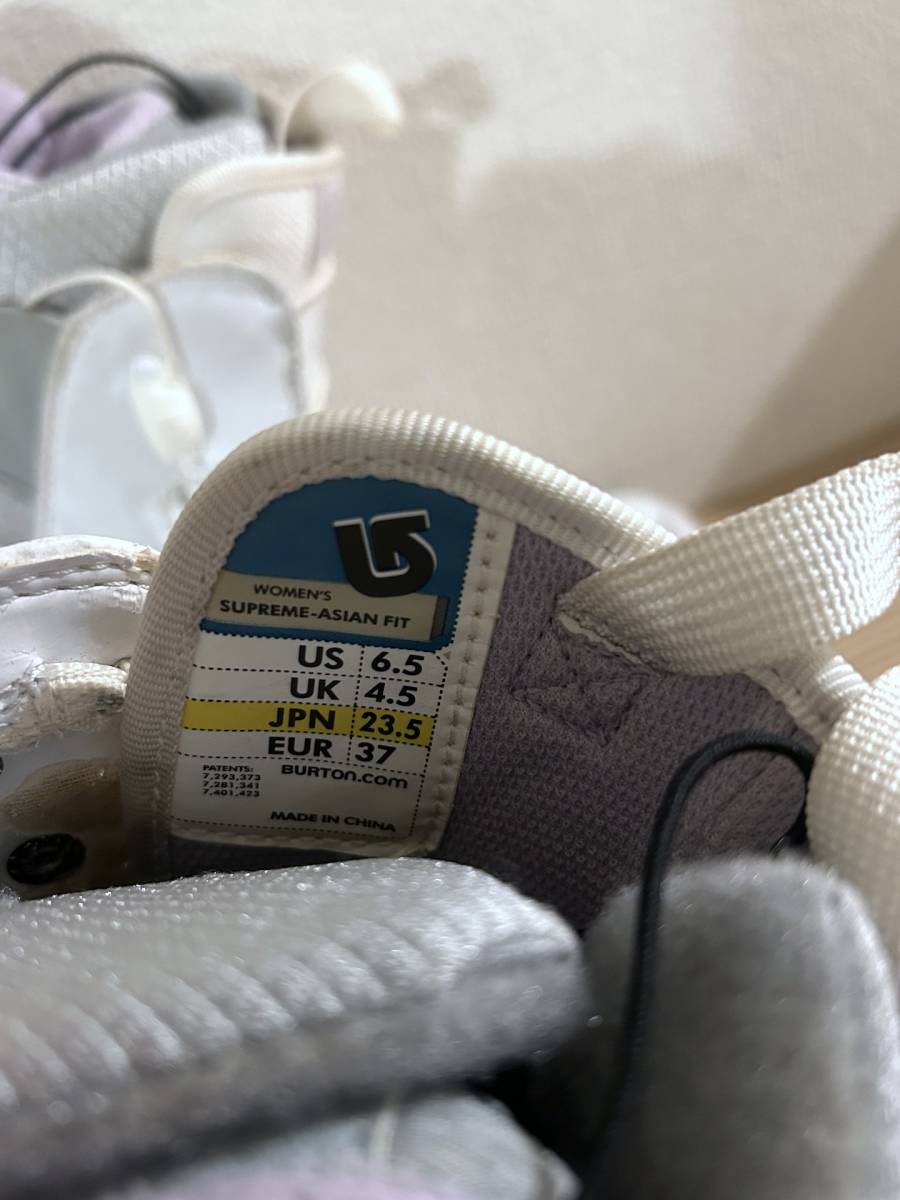 WOMEN'S
SUPREME-ASIAN FIT
US 6.5
UK 4.5
JPN 23.5
EUR 37
PATENTS:
7,293,373
7,281,341
7,401,423
BURTON.com
MADE IN CHINA